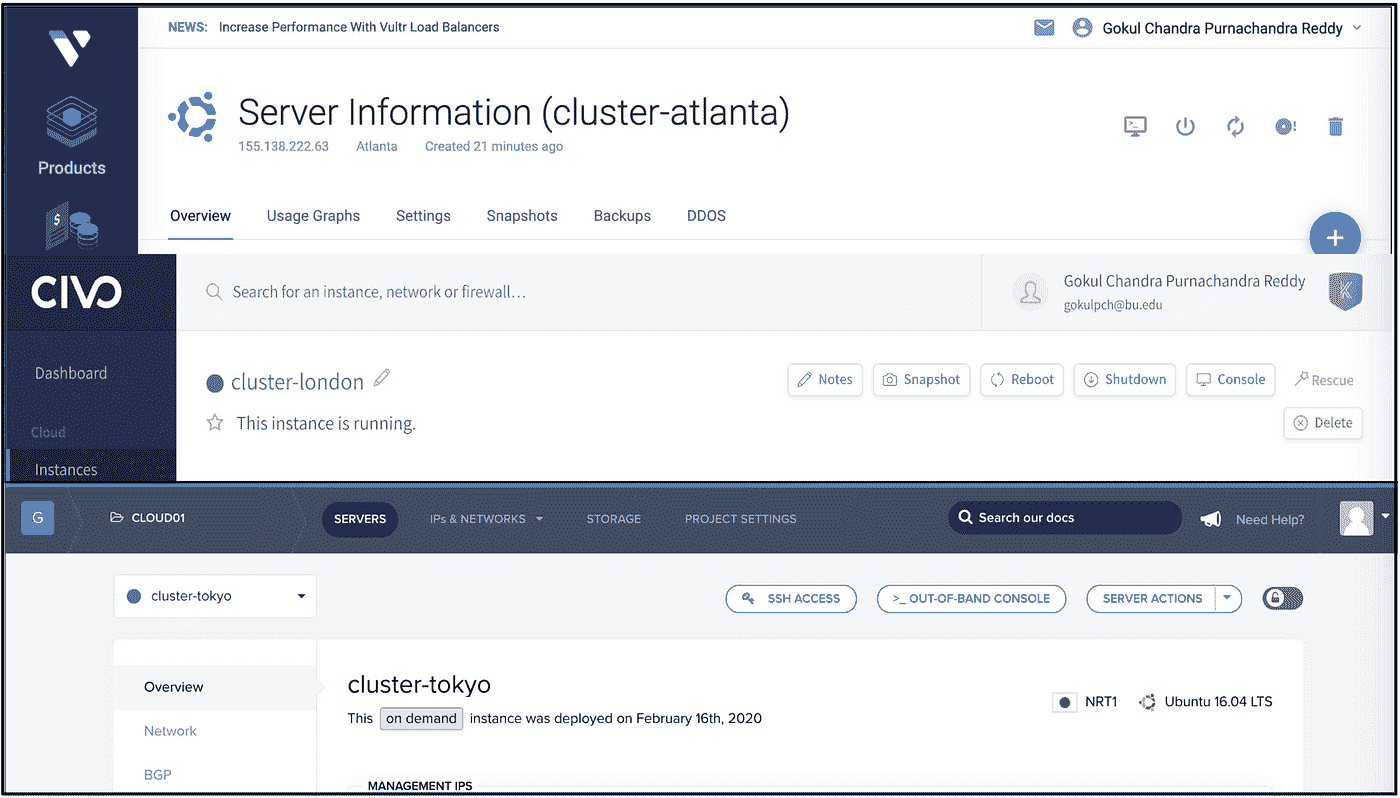 NEWS: Increase Performance With Vultr Load Balancers
Gokul Chandra Purnachandra Reddy
Products
$
Server Information (cluster-atlanta)
155.138.222.63 Atlanta Created 21 minutes ago
Overview Usage Graphs Settings Snapshots Backups DDOS
+
CIVO
Search for an instance, network or firewall...
Gokul Chandra Purnachandra Reddy
gokulpch@bu.edu
K
Dashboard
Cloud
Instances
cluster-london
Notes Snapshot Reboot Shutdown Console Rescue
This instance is running.
Delete
G CLOUD01 SERVERS IPs & NETWORKS STORAGE PROJECT SETTINGS Search our docs Need Help?
cluster-tokyo
SSH ACCESS >_ OUT-OF-BAND CONSOLE SERVER ACTIONS
Overview
Network
BGP
cluster-tokyo
This on demand instance was deployed on February 16th, 2020
NRT1 Ubuntu 16.04 LTS
MANAGEMENT IPS